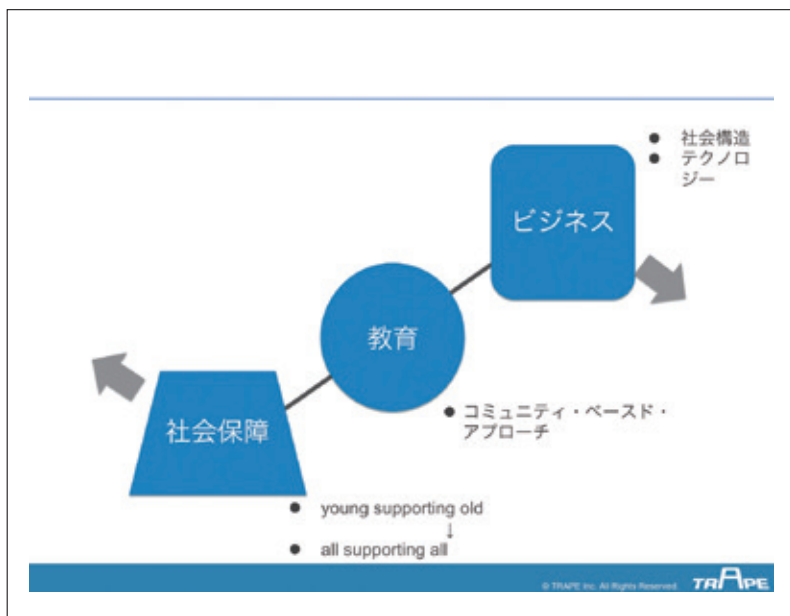 ● 社会構造
● テクノロ
ジー
ビジネス
教育
● コミュニティ・ベースド・
アプローチ
社会保障
● young supporting old
↓
● all supporting all
© TRAPE Inc. All Rights Reserved
TRAPE